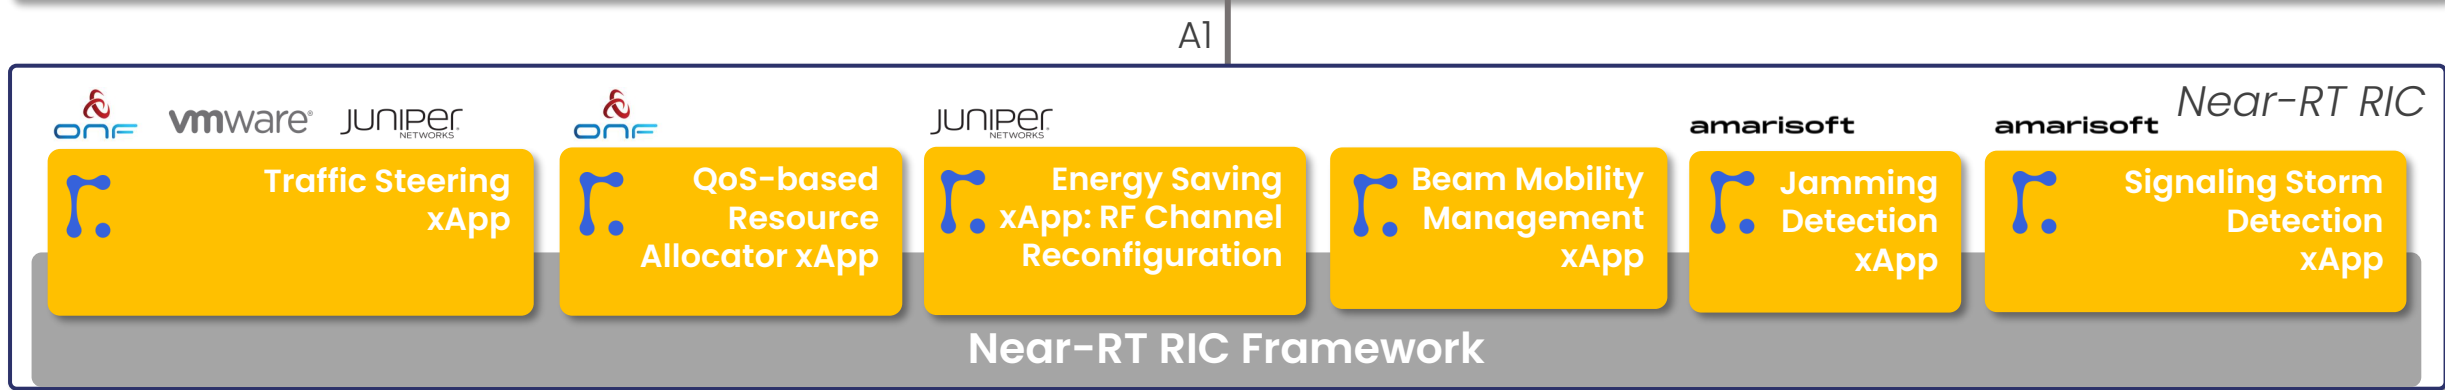 A1
Near-RT RIC
ONF
vmware®
JUNIPER
NETWORKS
ONF
JUNIPER
NETWORKS
amarisoft
amarisoft
Traffic Steering
xApp
QoS-based
Resource
Allocator xApp
Energy Saving
xApp: RF Channel
Reconfiguration
Beam Mobility
Management
xApp
Jamming
Detection
xApp
Signaling Storm
Detection
xApp
Near-RT RIC Framework